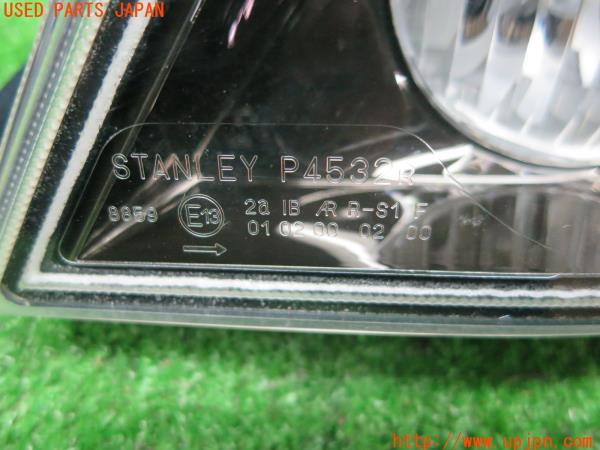 USED PARTS JAPAN
STANLEY P4532R
8659 E13 2a IB AR R-S1 F
01 02 00 02 00
http://www.upjpn.com/